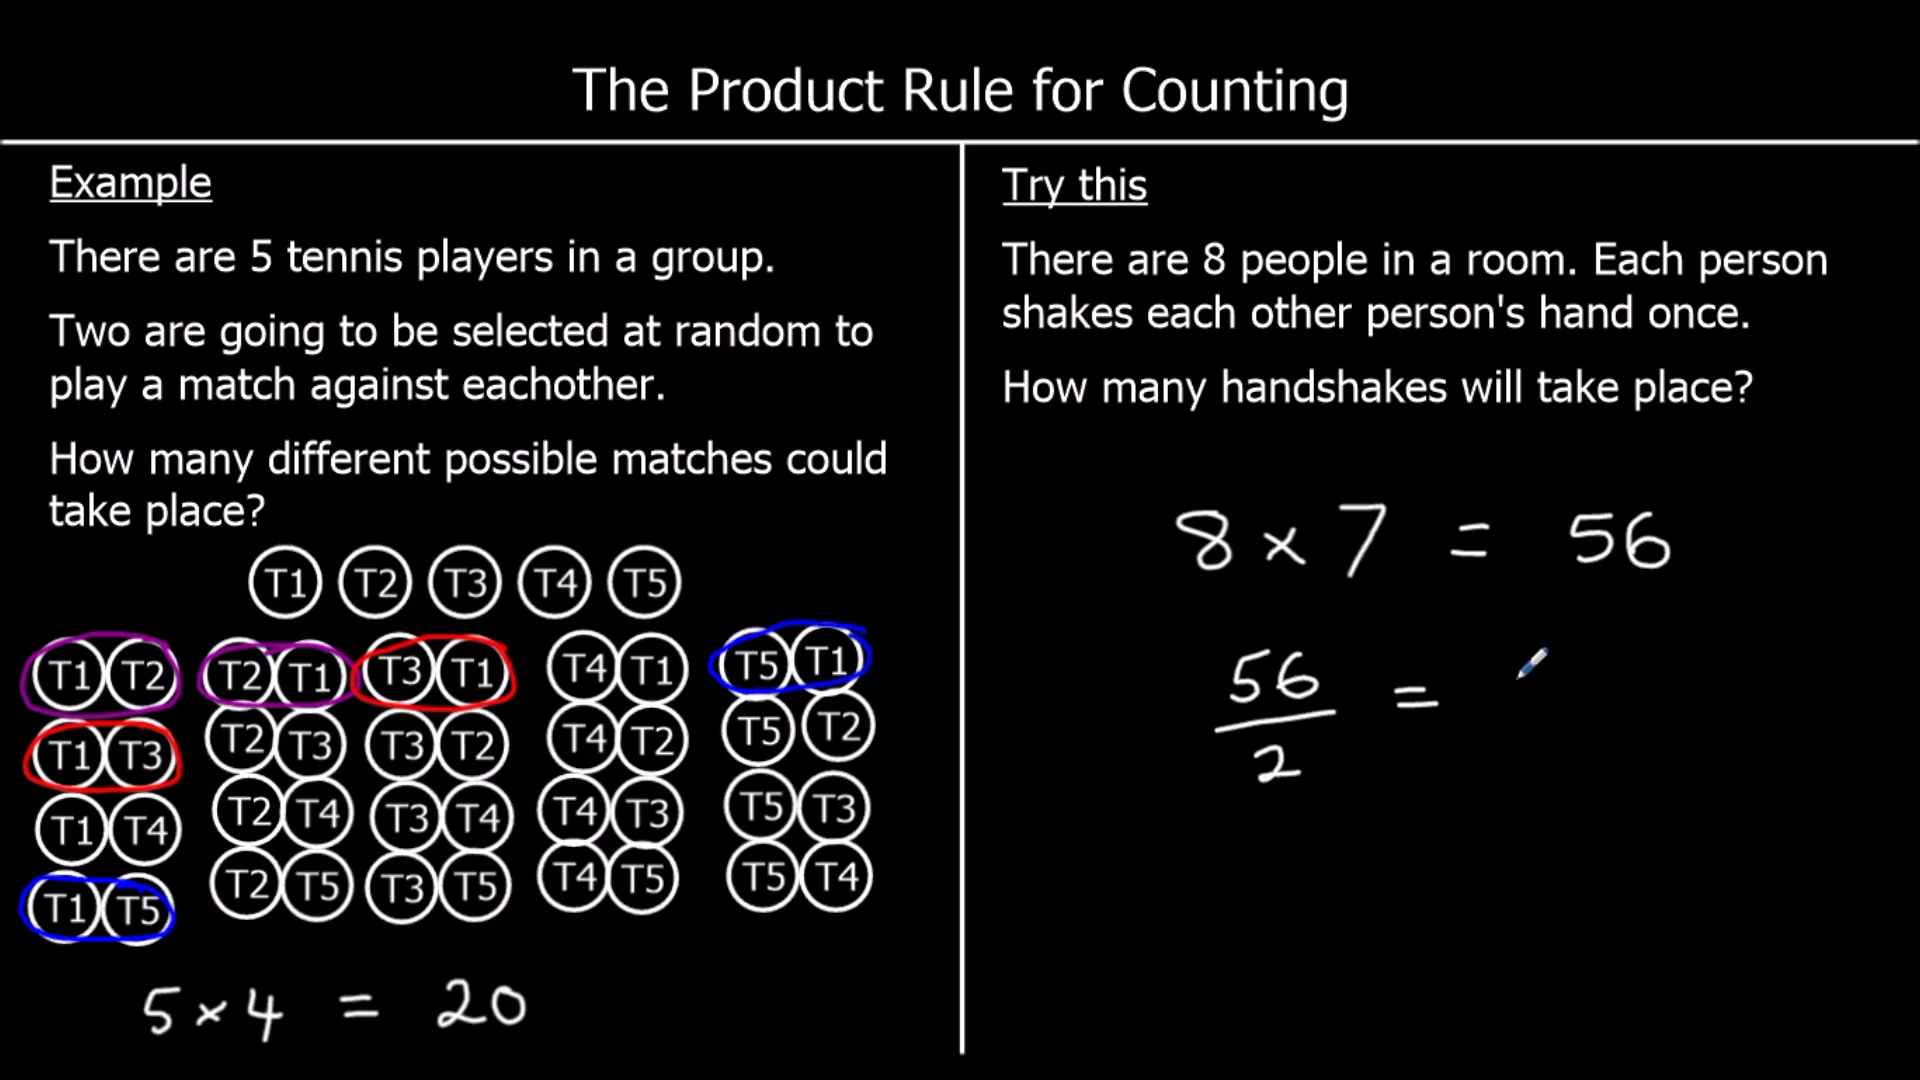 The Product Rule for Counting
Example
There are 5 tennis players in a group.
Two are going to be selected at random to
play a match against eachother.
How many different possible matches could
take place?
T1 T2 T3 T4 T5
T1 T2 T2 T1 T3 T1 T4 T1 T5 T1
T1 T3 T2 T3 T3 T2 T4 T2 T5 T2
T1 T4 T2 T4 T3 T4 T4 T3 T5 T3
T1 T5 T2 T5 T3 T5 T4 T5 T5 T4
5 × 4 = 20
Try this
There are 8 people in a room. Each person
shakes each other person's hand once.
How many handshakes will take place?
8 × 7 = 56
56
=
2